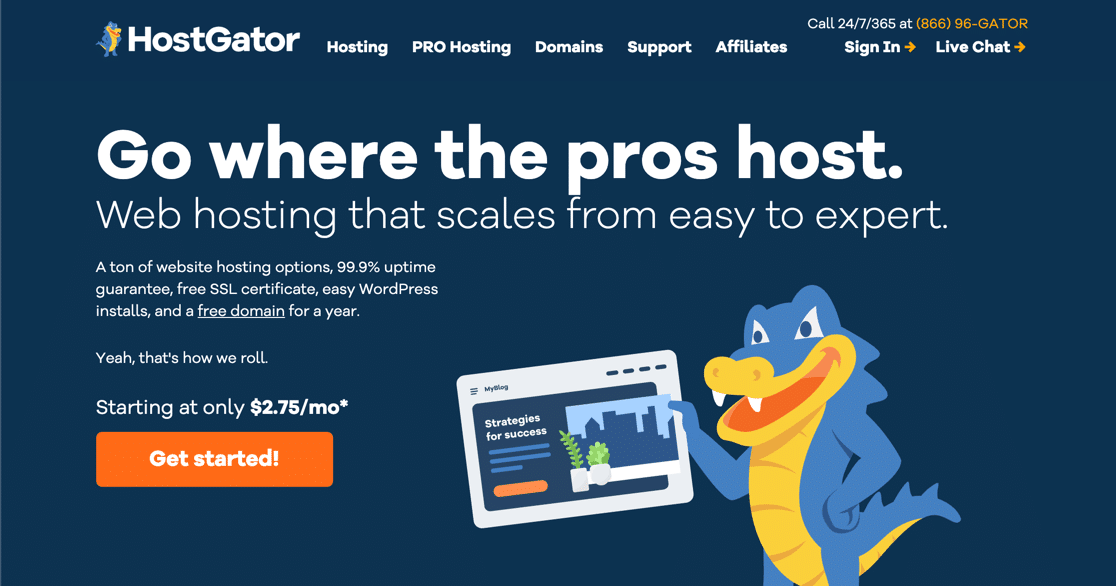 Call 24/7/365 at (866) 96-GATOR
HostGator
Hosting PRO Hosting Domains Support Affiliates Sign In → Live Chat →
Go where the pros host.
Web hosting that scales from easy to expert.
A ton of website hosting options, 99.9% uptime
guarantee, free SSL certificate, easy WordPress
installs, and a free domain for a year.
Yeah, that's how we roll.
Starting at only $2.75/mo*
Get started!
MyBlog
Strategies
for success